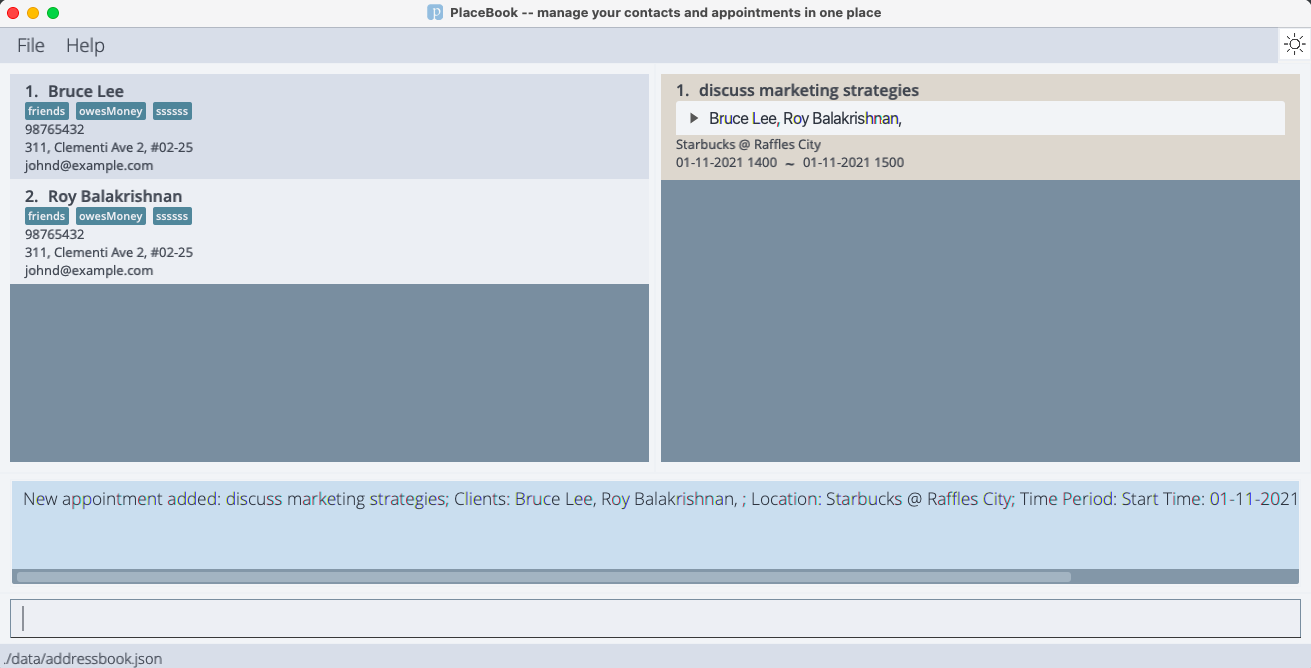 PlaceBook -- manage your contacts and appointments in one place
File Help
1. Bruce Lee
friends owesMoney ssssss
98765432
311, Clementi Ave 2, #02-25
johnd@example.com
2. Roy Balakrishnan
friends owesMoney ssssss
98765432
311, Clementi Ave 2, #02-25
johnd@example.com
1. discuss marketing strategies
Bruce Lee, Roy Balakrishnan,
Starbucks @ Raffles City
01-11-2021 1400 ~ 01-11-2021 1500
New appointment added: discuss marketing strategies; Clients: Bruce Lee, Roy Balakrishnan, ; Location: Starbucks @ Raffles City; Time Period: Start Time: 01-11-2021
./data/addressbook.json